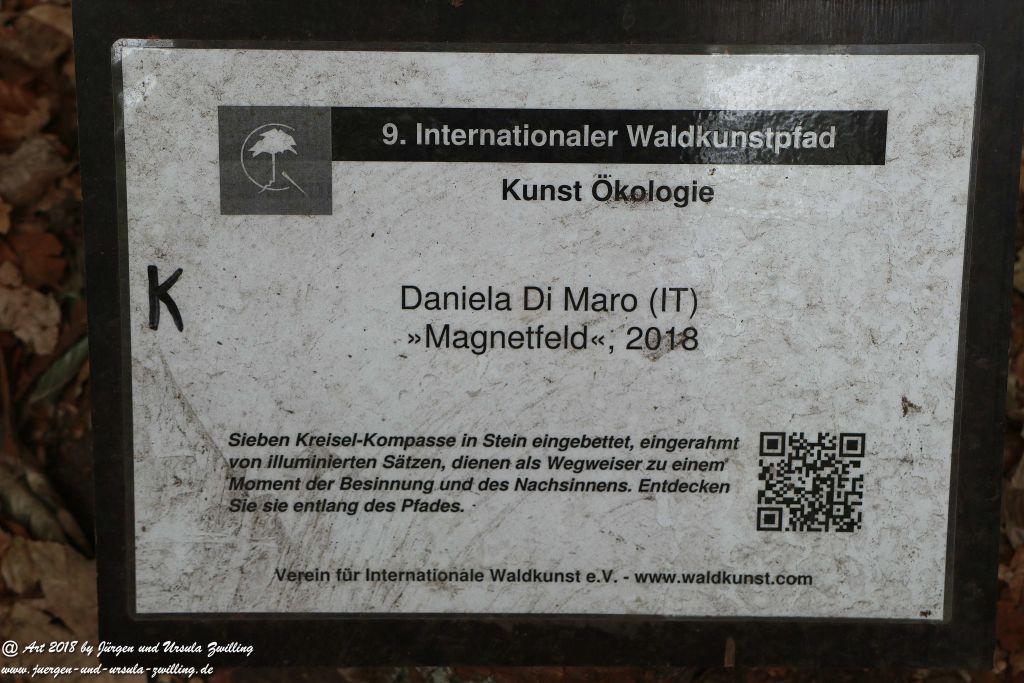 9. Internationaler Waldkunstpfad
Kunst Ökologie
K
Daniela Di Maro (IT)
»Magnetfeld«, 2018
Sieben Kreisel-Kompasse in Stein eingebettet, eingerahmt
von illuminierten Sätzen, dienen als Wegweiser zu einem
Moment der Besinnung und des Nachsinnens. Entdecken
Sie sie entlang des Pfades.
Verein für Internationale Waldkunst e.V. - www.waldkunst.com
@ Art 2018 by Jürgen und Ursula Zwilling
www.juergen-und-ursula-zwilling.de